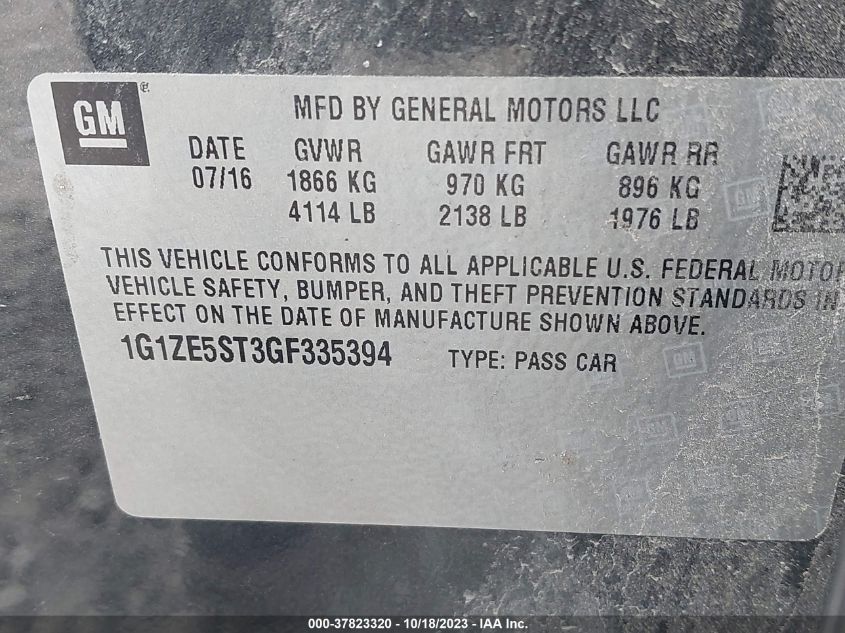 GM
MFD BY GENERAL MOTORS LLC
DATE GVWR GAWR FRT GAWR RR
07/16 1866 KG 970 KG 896 KG
4114 LB 2138 LB 1976 LB
THIS VEHICLE CONFORMS TO ALL APPLICABLE U.S. FEDERAL MOTOR
VEHICLE SAFETY, BUMPER, AND THEFT PREVENTION STANDARDS IN
EFFECT ON THE DATE OF MANUFACTURE SHOWN ABOVE.
1G1ZE5ST3GF335394 TYPE: PASS CAR
000-37823320 | 10/18/2023 | Copart, Inc.